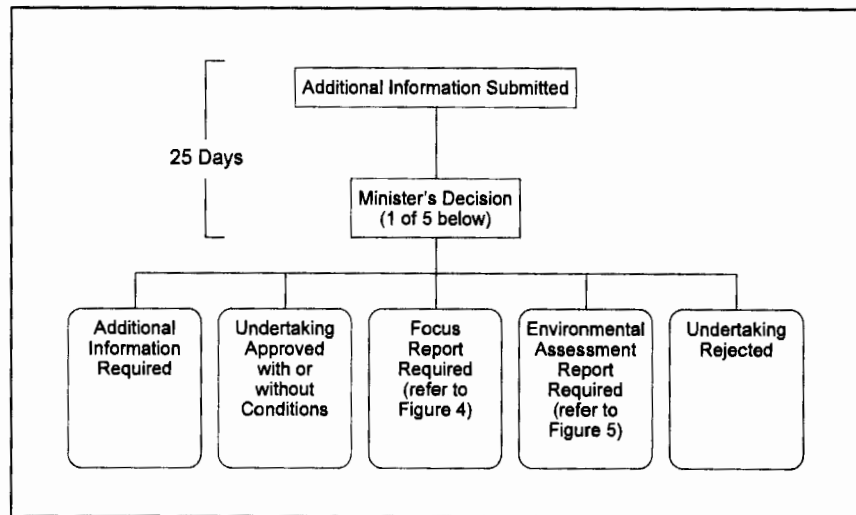 Additional Information Submitted
25 Days
Minister's Decision
(1 of 5 below)
Additional
Information
Required
Undertaking
Approved
with or
without
Conditions
Focus
Report
Required
(refer to
Figure 4)
Environmental
Assessment
Report
Required
(refer to
Figure 5)
Undertaking
Rejected